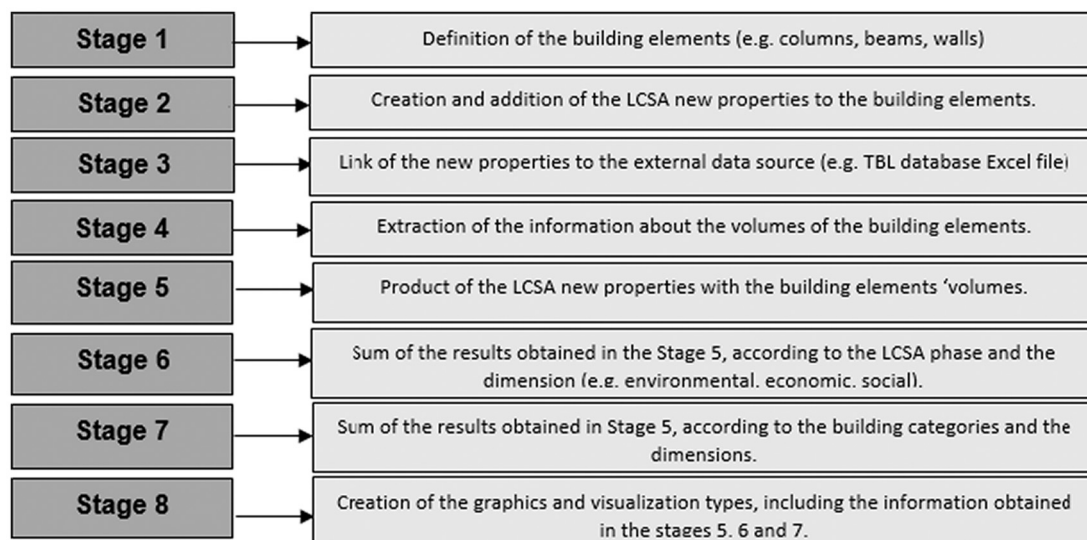 Stage 1
Definition of the building elements (e.g. columns, beams, walls)
Stage 2
Creation and addition of the LCSA new properties to the building elements.
Stage 3
Link of the new properties to the external data source (e.g. TBL database Excel file)
Stage 4
Extraction of the information about the volumes of the building elements.
Stage 5
Product of the LCSA new properties with the building elements ‘volumes.
Stage 6
Sum of the results obtained in the Stage 5, according to the LCSA phase and the
dimension (e.g. environmental, economic, social).
Stage 7
Sum of the results obtained in Stage 5, according to the building categories and the
dimensions.
Stage 8
Creation of the graphics and visualization types, including the information obtained
in the stages 5, 6 and 7.